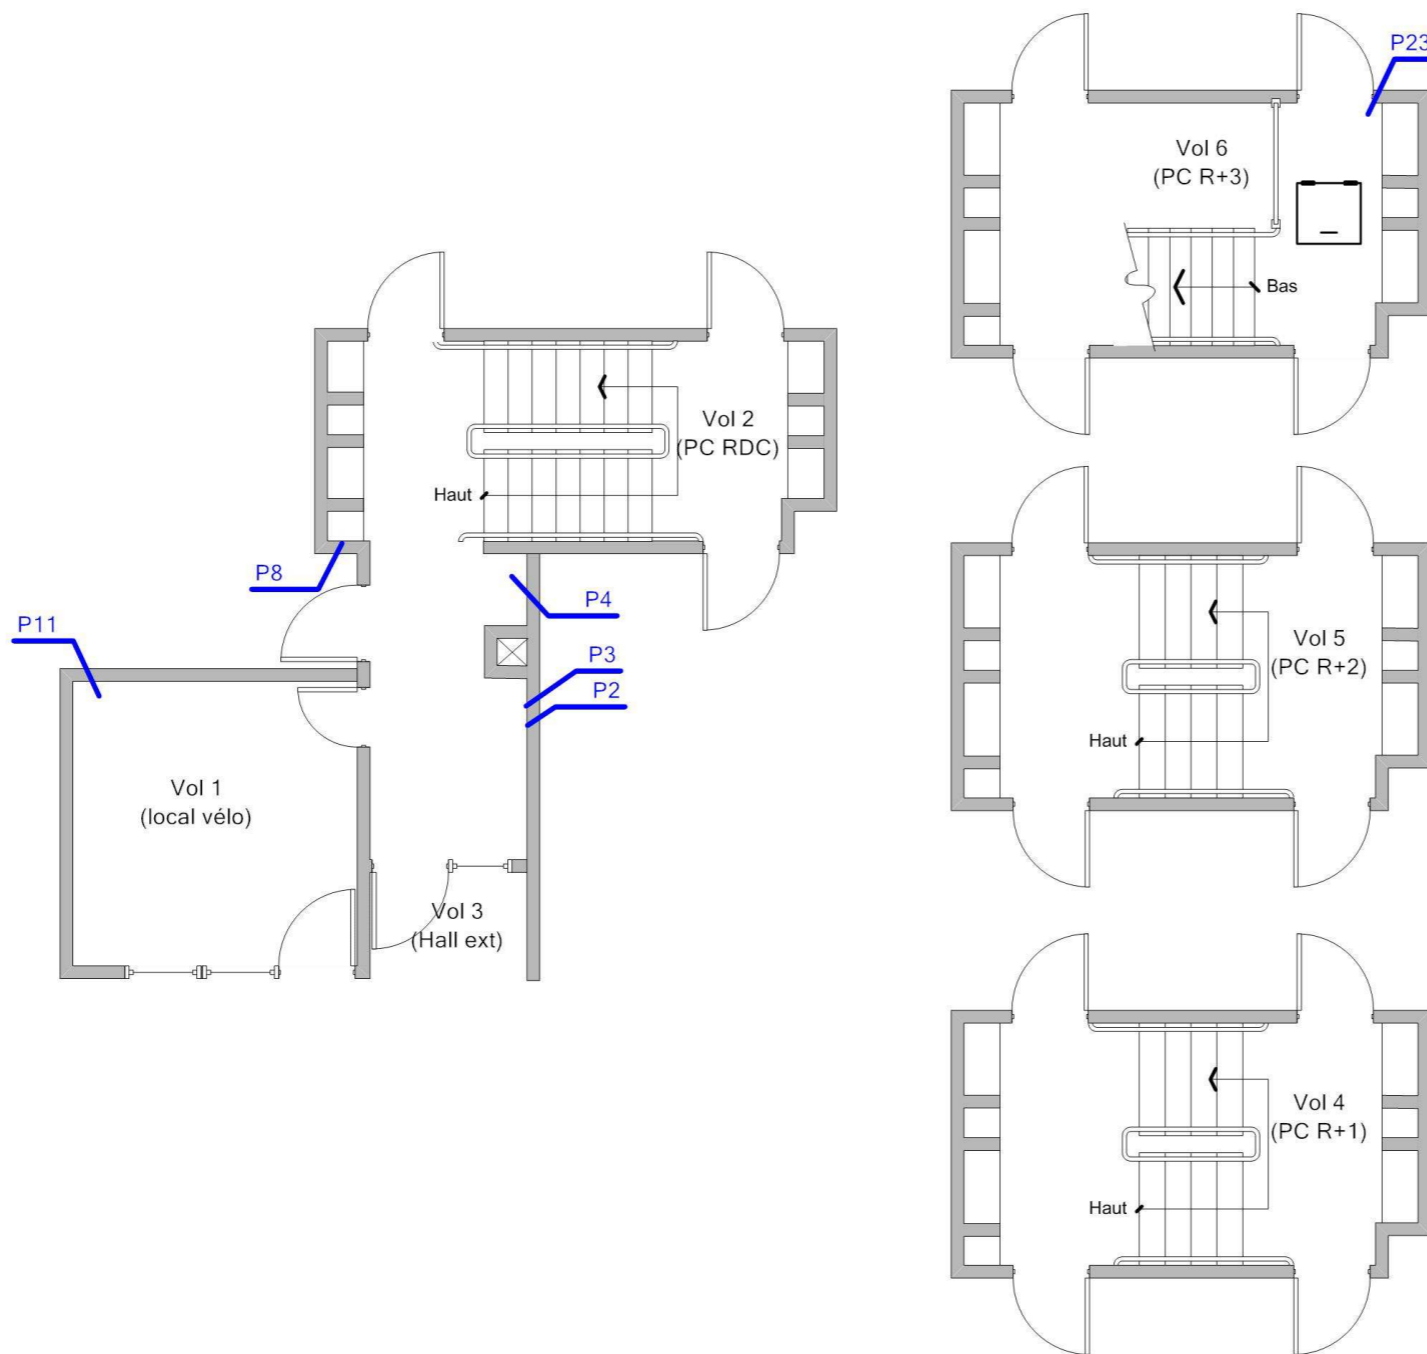 P23
Vol 6
(PC R+3)
Bas
Vol 2
(PC RDC)
Haut
P8
P4
P11
P3
P2
Vol 5
(PC R+2)
Haut
Vol 1
(local vélo)
Vol 3
(Hall ext)
Vol 4
(PC R+1)
Haut